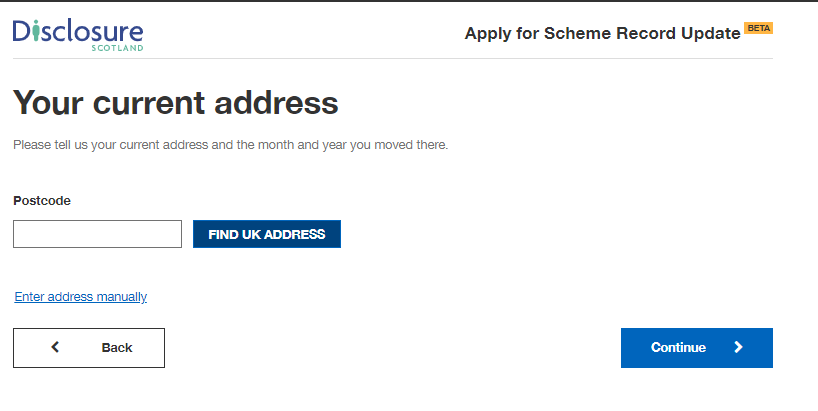 Disclosure
SCOTLAND
Apply for Scheme Record Update BETA
Your current address
Please tell us your current address and the month and year you moved there.
Postcode
FIND UK ADDRESS
Enter address manually
Back
Continue